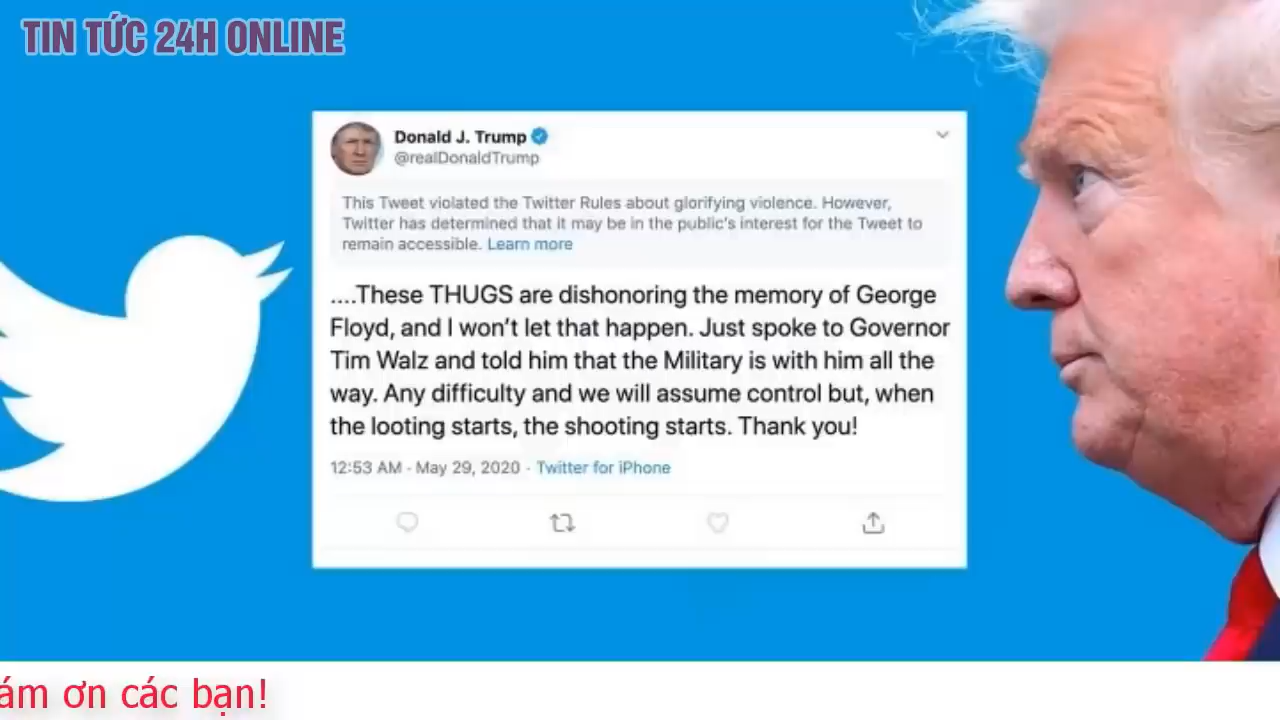 TIN TỨC 24H ONLINE
Donald J. Trump
@realDonaldTrump
This Tweet violated the Twitter Rules about glorifying violence. However,
Twitter has determined that it may be in the public's interest for the Tweet to
remain accessible. Learn more
....These THUGS are dishonoring the memory of George
Floyd, and I won't let that happen. Just spoke to Governor
Tim Walz and told him that the Military is with him all the
way. Any difficulty and we will assume control but, when
the looting starts, the shooting starts. Thank you!
12:53 AM · May 29, 2020 · Twitter for iPhone
ám ơn các bạn!